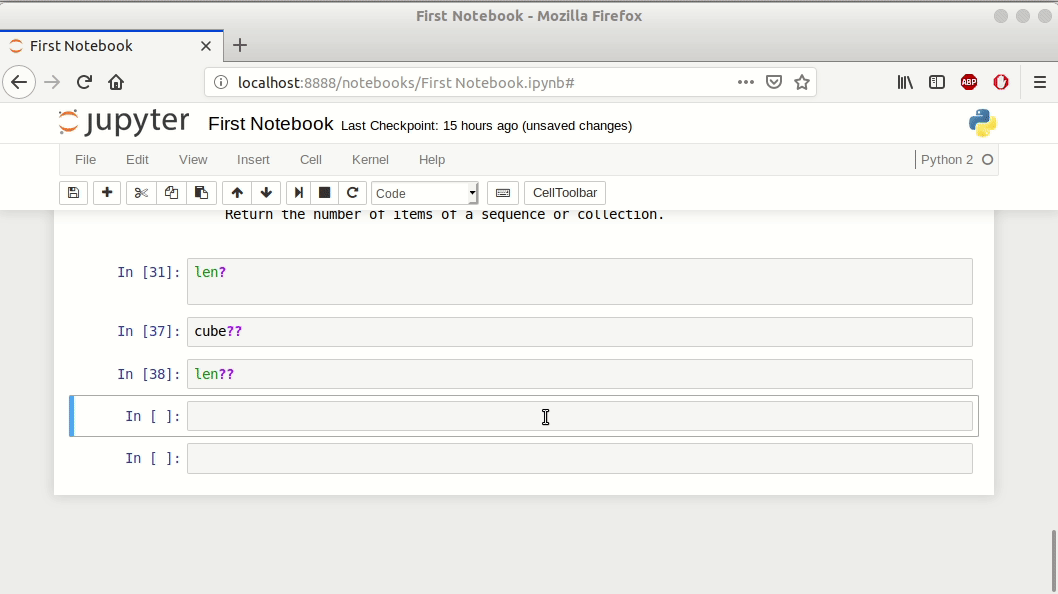 First Notebook - Mozilla Firefox
First Notebook
localhost:8888/notebooks/First Notebook.ipynb#
ABP
jupyter First Notebook Last Checkpoint: 15 hours ago (unsaved changes)
File Edit View Insert Cell Kernel Help Python 2
Code CellToolbar
Return the number of items of a sequence or collection.
In [31]: len?
In [37]: cube??
In [38]: len??
In [ ]:
In [ ]: